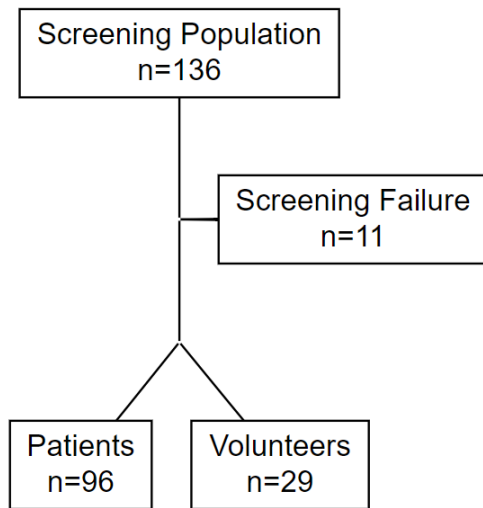 Screening Population
n=136
Screening Failure
n=11
Patients
n=96
Volunteers
n=29